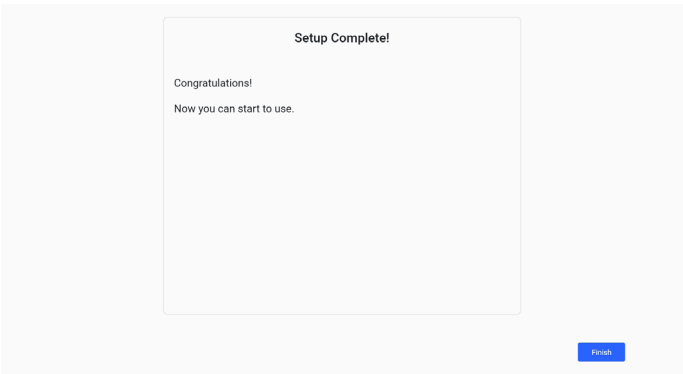 Setup Complete!
Congratulations!
Now you can start to use.
Finish